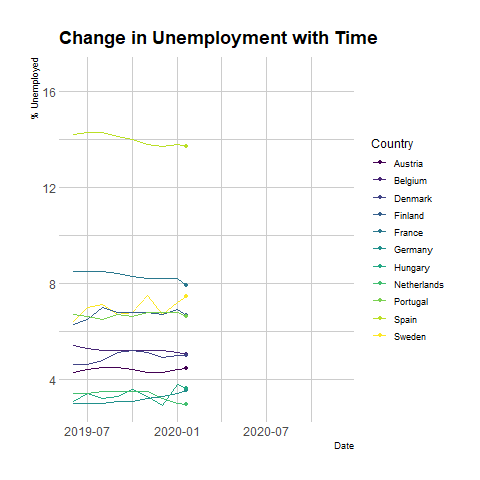 Change in Unemployment with Time
% Unemployed
16
12
8
4
2019-07 2020-01 2020-07
Date
Country
Austria
Belgium
Denmark
Finland
France
Germany
Hungary
Netherlands
Portugal
Spain
Sweden